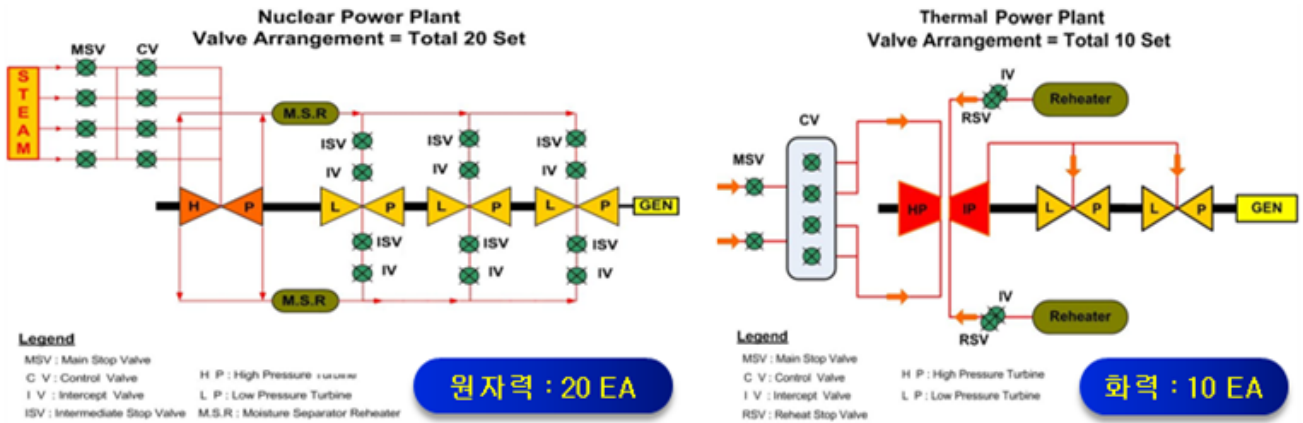 Nuclear Power Plant
Valve Arrangement = Total 20 Set
MSV
CV
STEAM
M.S.R
ISV
ISV
ISV
IV
IV
IV
H P
L P
L P
L P
GEN
ISV
ISV
ISV
IV
IV
IV
M.S.R
Legend
MSV : Main Stop Valve
C V : Control Valve
I V : Intercept Valve
ISV : Intermediate Stop Valve
H P : High Pressure Turbine
L P : Low Pressure Turbine
M.S.R : Moisture Separator Reheater
원자력 : 20 EA
Thermal Power Plant
Valve Arrangement = Total 10 Set
IV
Reheater
RSV
CV
MSV
HP
IP
L P
L P
GEN
IV
Reheater
RSV
Legend
MSV : Main Stop Valve
C V : Control Valve
I V : Intercept Valve
RSV : Reheat Stop Valve
H P : High Pressure Turbine
L P : Low Pressure Turbine
화력 : 10 EA